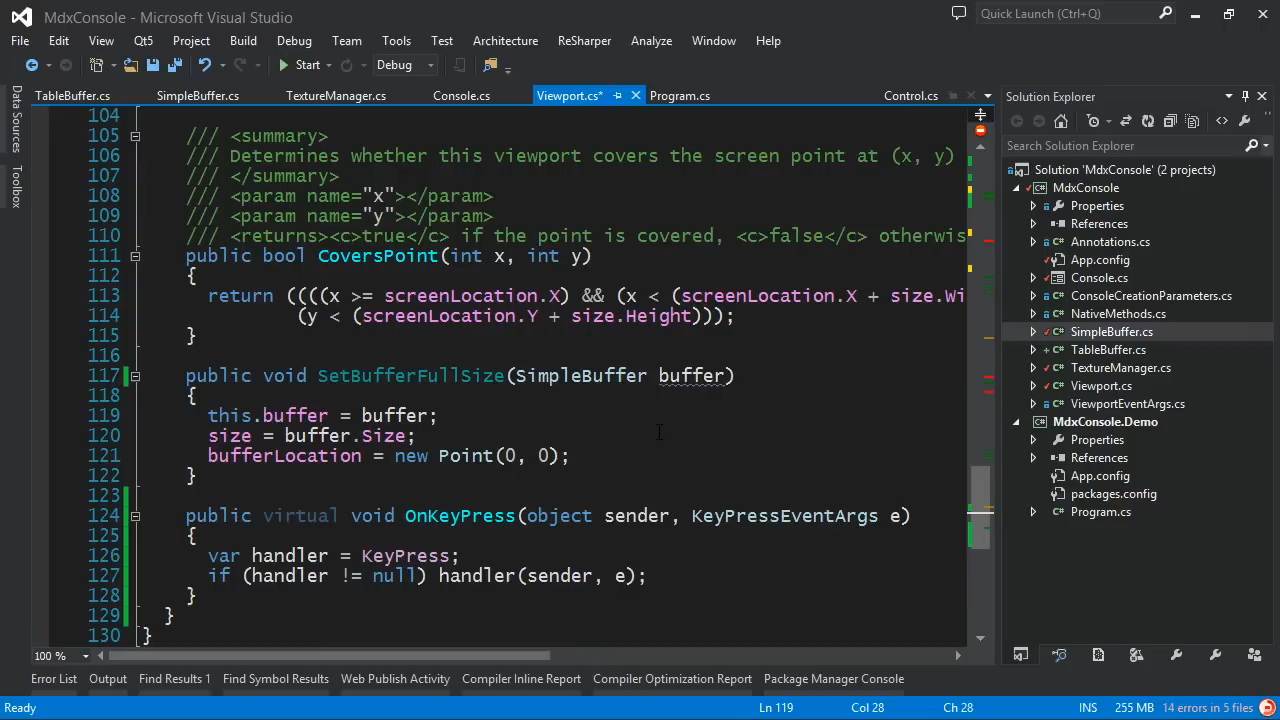 MdxConsole - Microsoft Visual Studio
Quick Launch (Ctrl+Q)
File Edit View Qt5 Project Build Debug Team Tools Test Architecture ReSharper Analyze Window Help
Start Debug
TableBuffer.cs SimpleBuffer.cs TextureManager.cs Console.cs Viewport.cs* Program.cs Control.cs
Data Sources
Toolbox
104
105 /// <summary>
106 /// Determines whether this viewport covers the screen point at (x, y)
107 /// </summary>
108 /// <param name="x"></param>
109 /// <param name="y"></param>
110 /// <returns><c>true</c> if the point is covered, <c>false</c> otherwis
111 public bool CoversPoint(int x, int y)
112 {
113 return ((((x >= screenLocation.X) && (x < (screenLocation.X + size.Wi
114 (y < (screenLocation.Y + size.Height)));
115 }
116
117 public void SetBufferFullSize(SimpleBuffer buffer)
118 {
119 this.buffer = buffer;
120 size = buffer.Size;
121 bufferLocation = new Point(0, 0);
122 }
123
124 public virtual void OnKeyPress(object sender, KeyPressEventArgs e)
125 {
126 var handler = KeyPress;
127 if (handler != null) handler(sender, e);
128 }
129 }
130 }
100 %
Solution Explorer
Search Solution Explorer
Solution 'MdxConsole' (2 projects)
MdxConsole
Properties
References
Annotations.cs
App.config
Console.cs
ConsoleCreationParameters.cs
NativeMethods.cs
SimpleBuffer.cs
TableBuffer.cs
TextureManager.cs
Viewport.cs
ViewportEventArgs.cs
MdxConsole.Demo
Properties
References
App.config
packages.config
Program.cs
Error List Output Find Results 1 Find Symbol Results Web Publish Activity Compiler Inline Report Compiler Optimization Report Package Manager Console
Ready Ln 119 Col 28 Ch 28 INS 255 MB 14 errors in 5 files